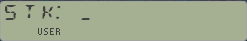 STK: _
USER